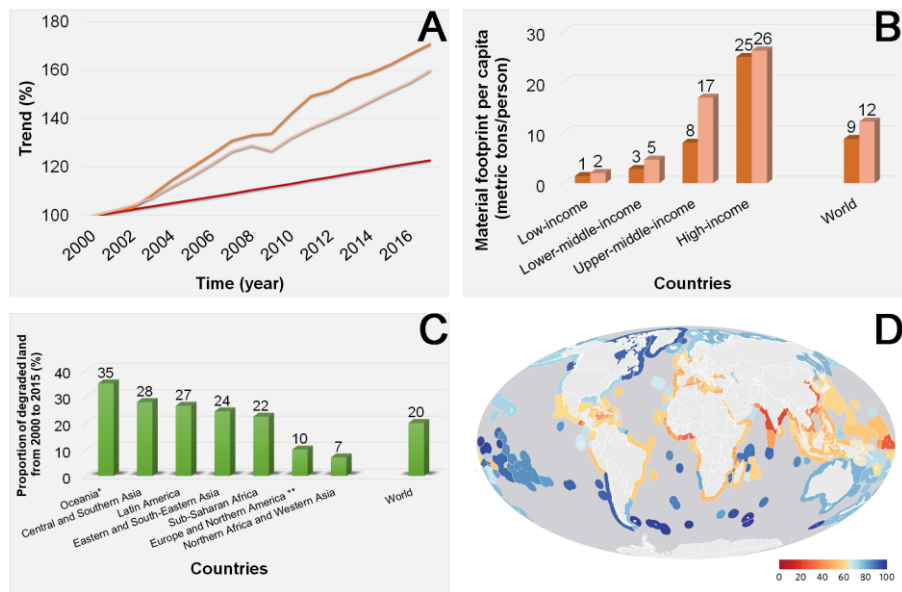 A
180
160
140
120
100
Trend (%)
2000
2002
2004
2006
2008
2010
2012
2014
2016
Time (year)
B
Material footprint per capita
(metric tons/person)
30
20
10
0
1
2
3
5
8
17
25
26
9
12
Low-income
Lower-middle-income
Upper-middle-income
High-income
World
Countries
C
Proportion of degraded land
from 2000 to 2015 (%)
40
30
20
10
0
35
28
27
24
22
10
7
20
Oceania*
Central and Southern Asia
Latin America
Eastern and South-Eastern Asia
Sub-Saharan Africa
Europe and Northern America **
Northern Africa and Western Asia
World
Countries
D
0 20 40 60 80 100